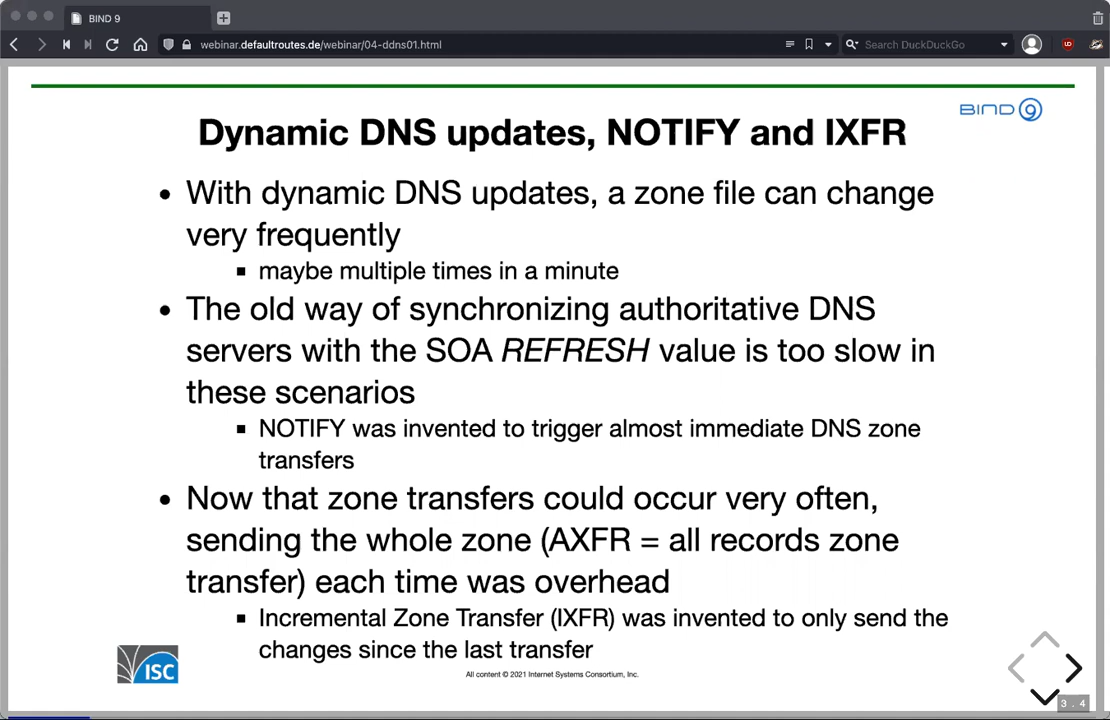 BIND 9
webinar.defaultroutes.de/webinar/04-ddns01.html
Search DuckDuckGo
BIND 9
Dynamic DNS updates, NOTIFY and IXFR
• With dynamic DNS updates, a zone file can change
very frequently
▪ maybe multiple times in a minute
• The old way of synchronizing authoritative DNS
servers with the SOA REFRESH value is too slow in
these scenarios
▪ NOTIFY was invented to trigger almost immediate DNS zone
transfers
• Now that zone transfers could occur very often,
sending the whole zone (AXFR = all records zone
transfer) each time was overhead
▪ Incremental Zone Transfer (IXFR) was invented to only send the
changes since the last transfer
ISC
All content © 2021 Internet Systems Consortium, Inc.
3 . 4